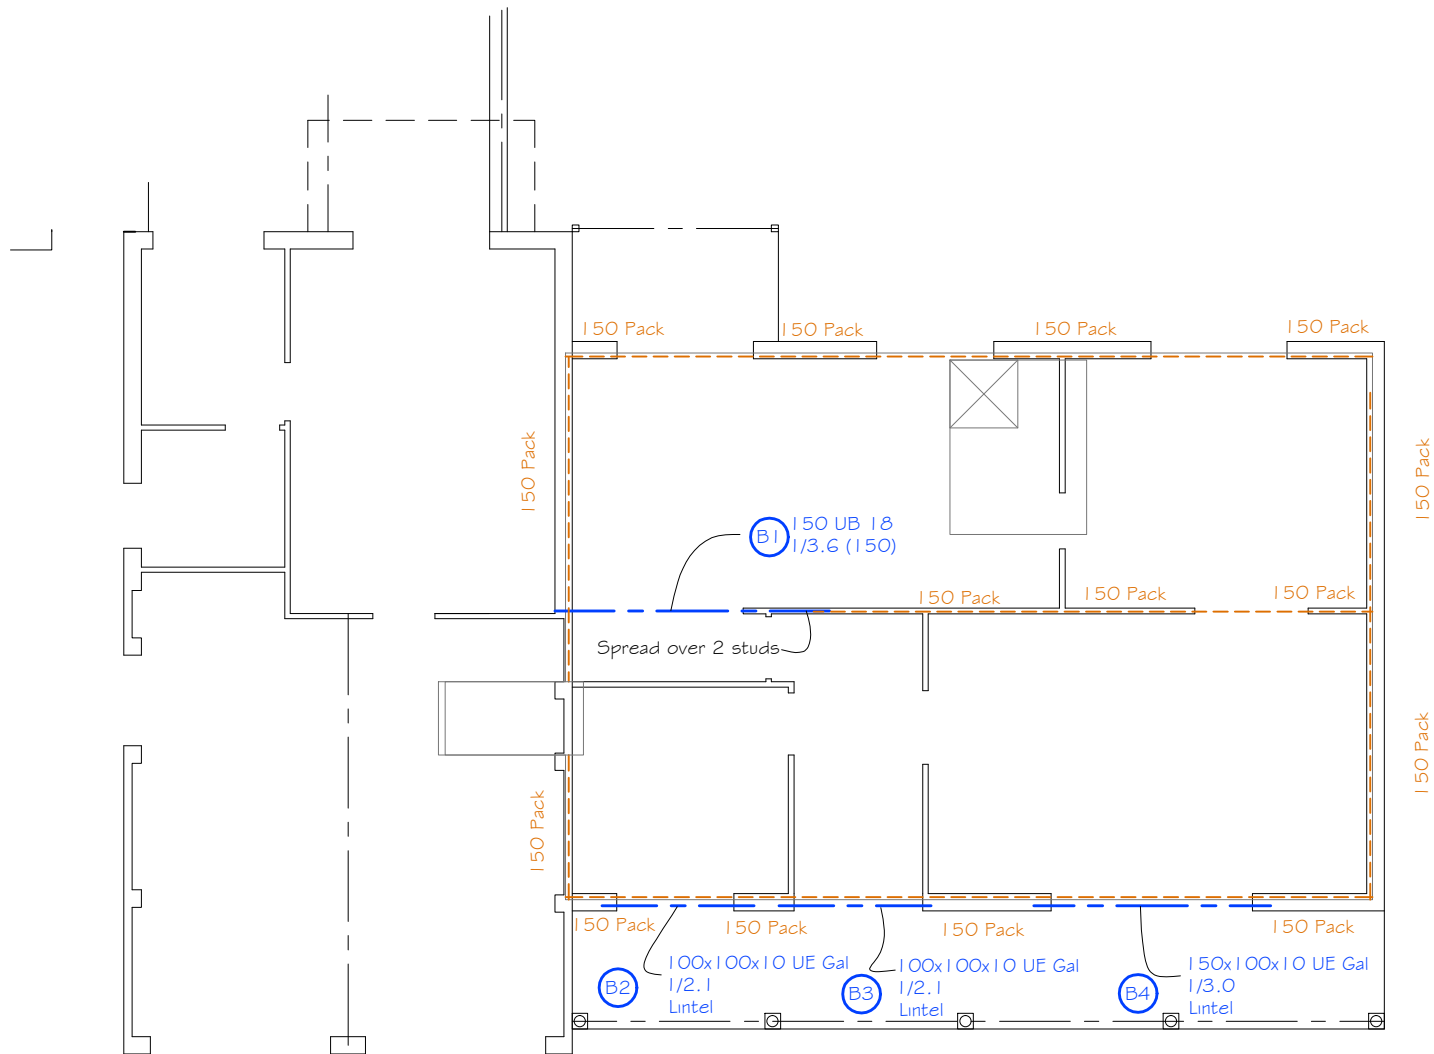 150 Pack
150 Pack
150 Pack
150 Pack
150 Pack
150 Pack
B1
150 UB 18
1/3.6 (150)
150 Pack
150 Pack
150 Pack
Spread over 2 studs
150 Pack
150 Pack
150 Pack
150 Pack
150 Pack
150 Pack
B2
100x100x10 UE Gal
1/2.1
Lintel
B3
100x100x10 UE Gal
1/2.1
Lintel
B4
150x100x10 UE Gal
1/3.0
Lintel